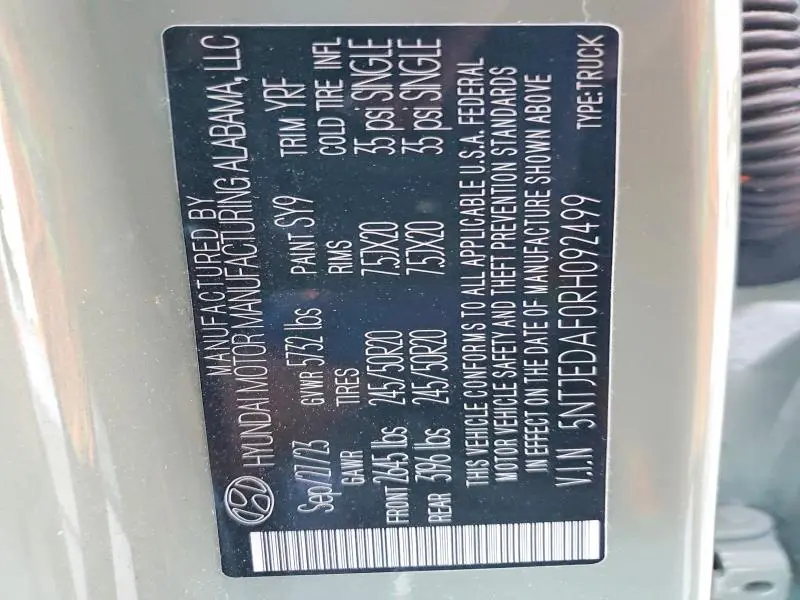 MANUFACTURED BY
HYUNDAI MOTOR MANUFACTURING ALABAMA, LLC
Sep/27/23 GVWR 5732 lbs PAINT SY9 TRIM YRF
GAWR TIRES RIMS COLD TIRE INFL
FRONT 2645 lbs 245/50R20 7.5JX20 35 psi SINGLE
REAR 3196 lbs 245/50R20 7.5JX20 35 psi SINGLE
THIS VEHICLE CONFORMS TO ALL APPLICABLE U.S.A. FEDERAL
MOTOR VEHICLE SAFETY AND THEFT PREVENTION STANDARDS
IN EFFECT ON THE DATE OF MANUFACTURE SHOWN ABOVE
V.I.N 5NTJEDAF0RH092499 TYPE:TRUCK